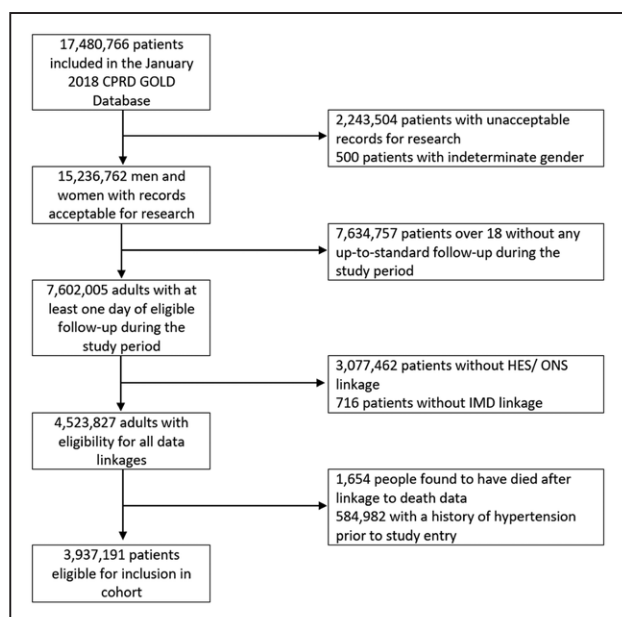 17,480,766 patients
included in the January
2018 CPRD GOLD
Database
2,243,504 patients with unacceptable
records for research
500 patients with indeterminate gender
15,236,762 men and
women with records
acceptable for research
7,634,757 patients over 18 without any
up-to-standard follow-up during the
study period
7,602,005 adults with at
least one day of eligible
follow-up during the
study period
3,077,462 patients without HES/ ONS
linkage
716 patients without IMD linkage
4,523,827 adults with
eligibility for all data
linkages
1,654 people found to have died after
linkage to death data
584,982 with a history of hypertension
prior to study entry
3,937,191 patients
eligible for inclusion in
cohort